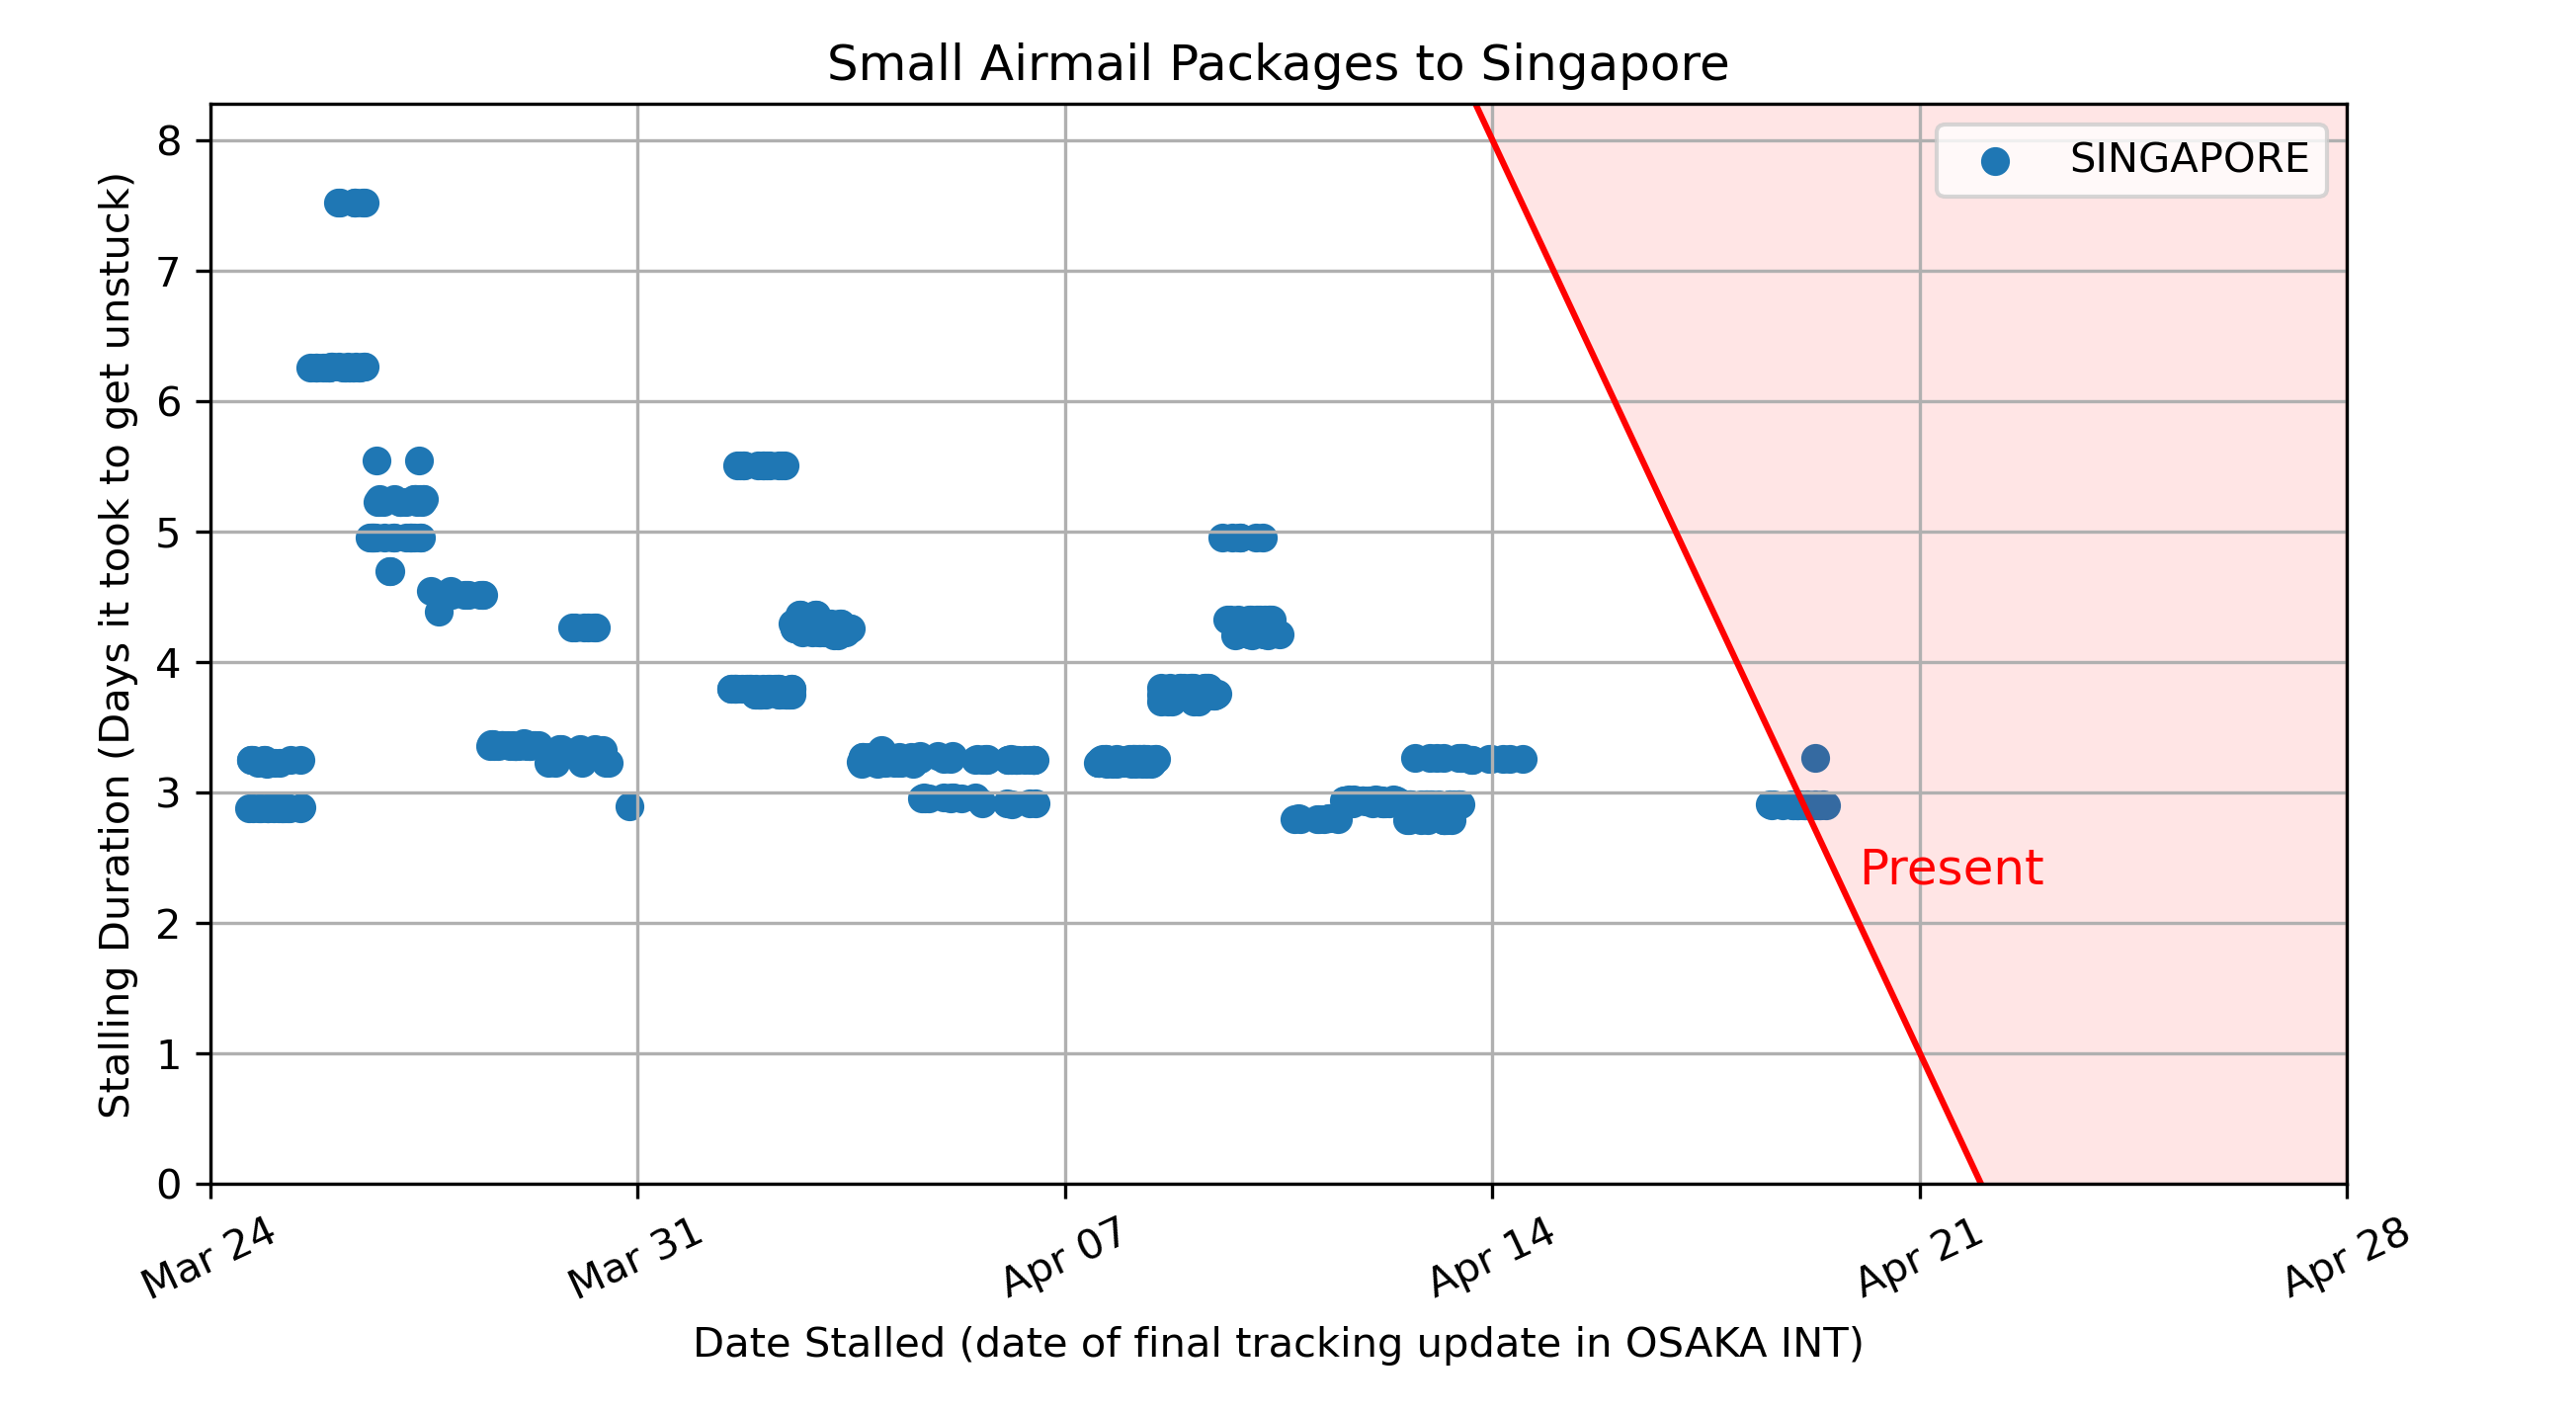 Small Airmail Packages to Singapore
SINGAPORE
Stalling Duration (Days it took to get unstuck)
8
7
6
5
4
3
2
1
0
Present
Mar 24
Mar 31
Apr 07
Apr 14
Apr 21
Apr 28
Date Stalled (date of final tracking update in OSAKA INT)